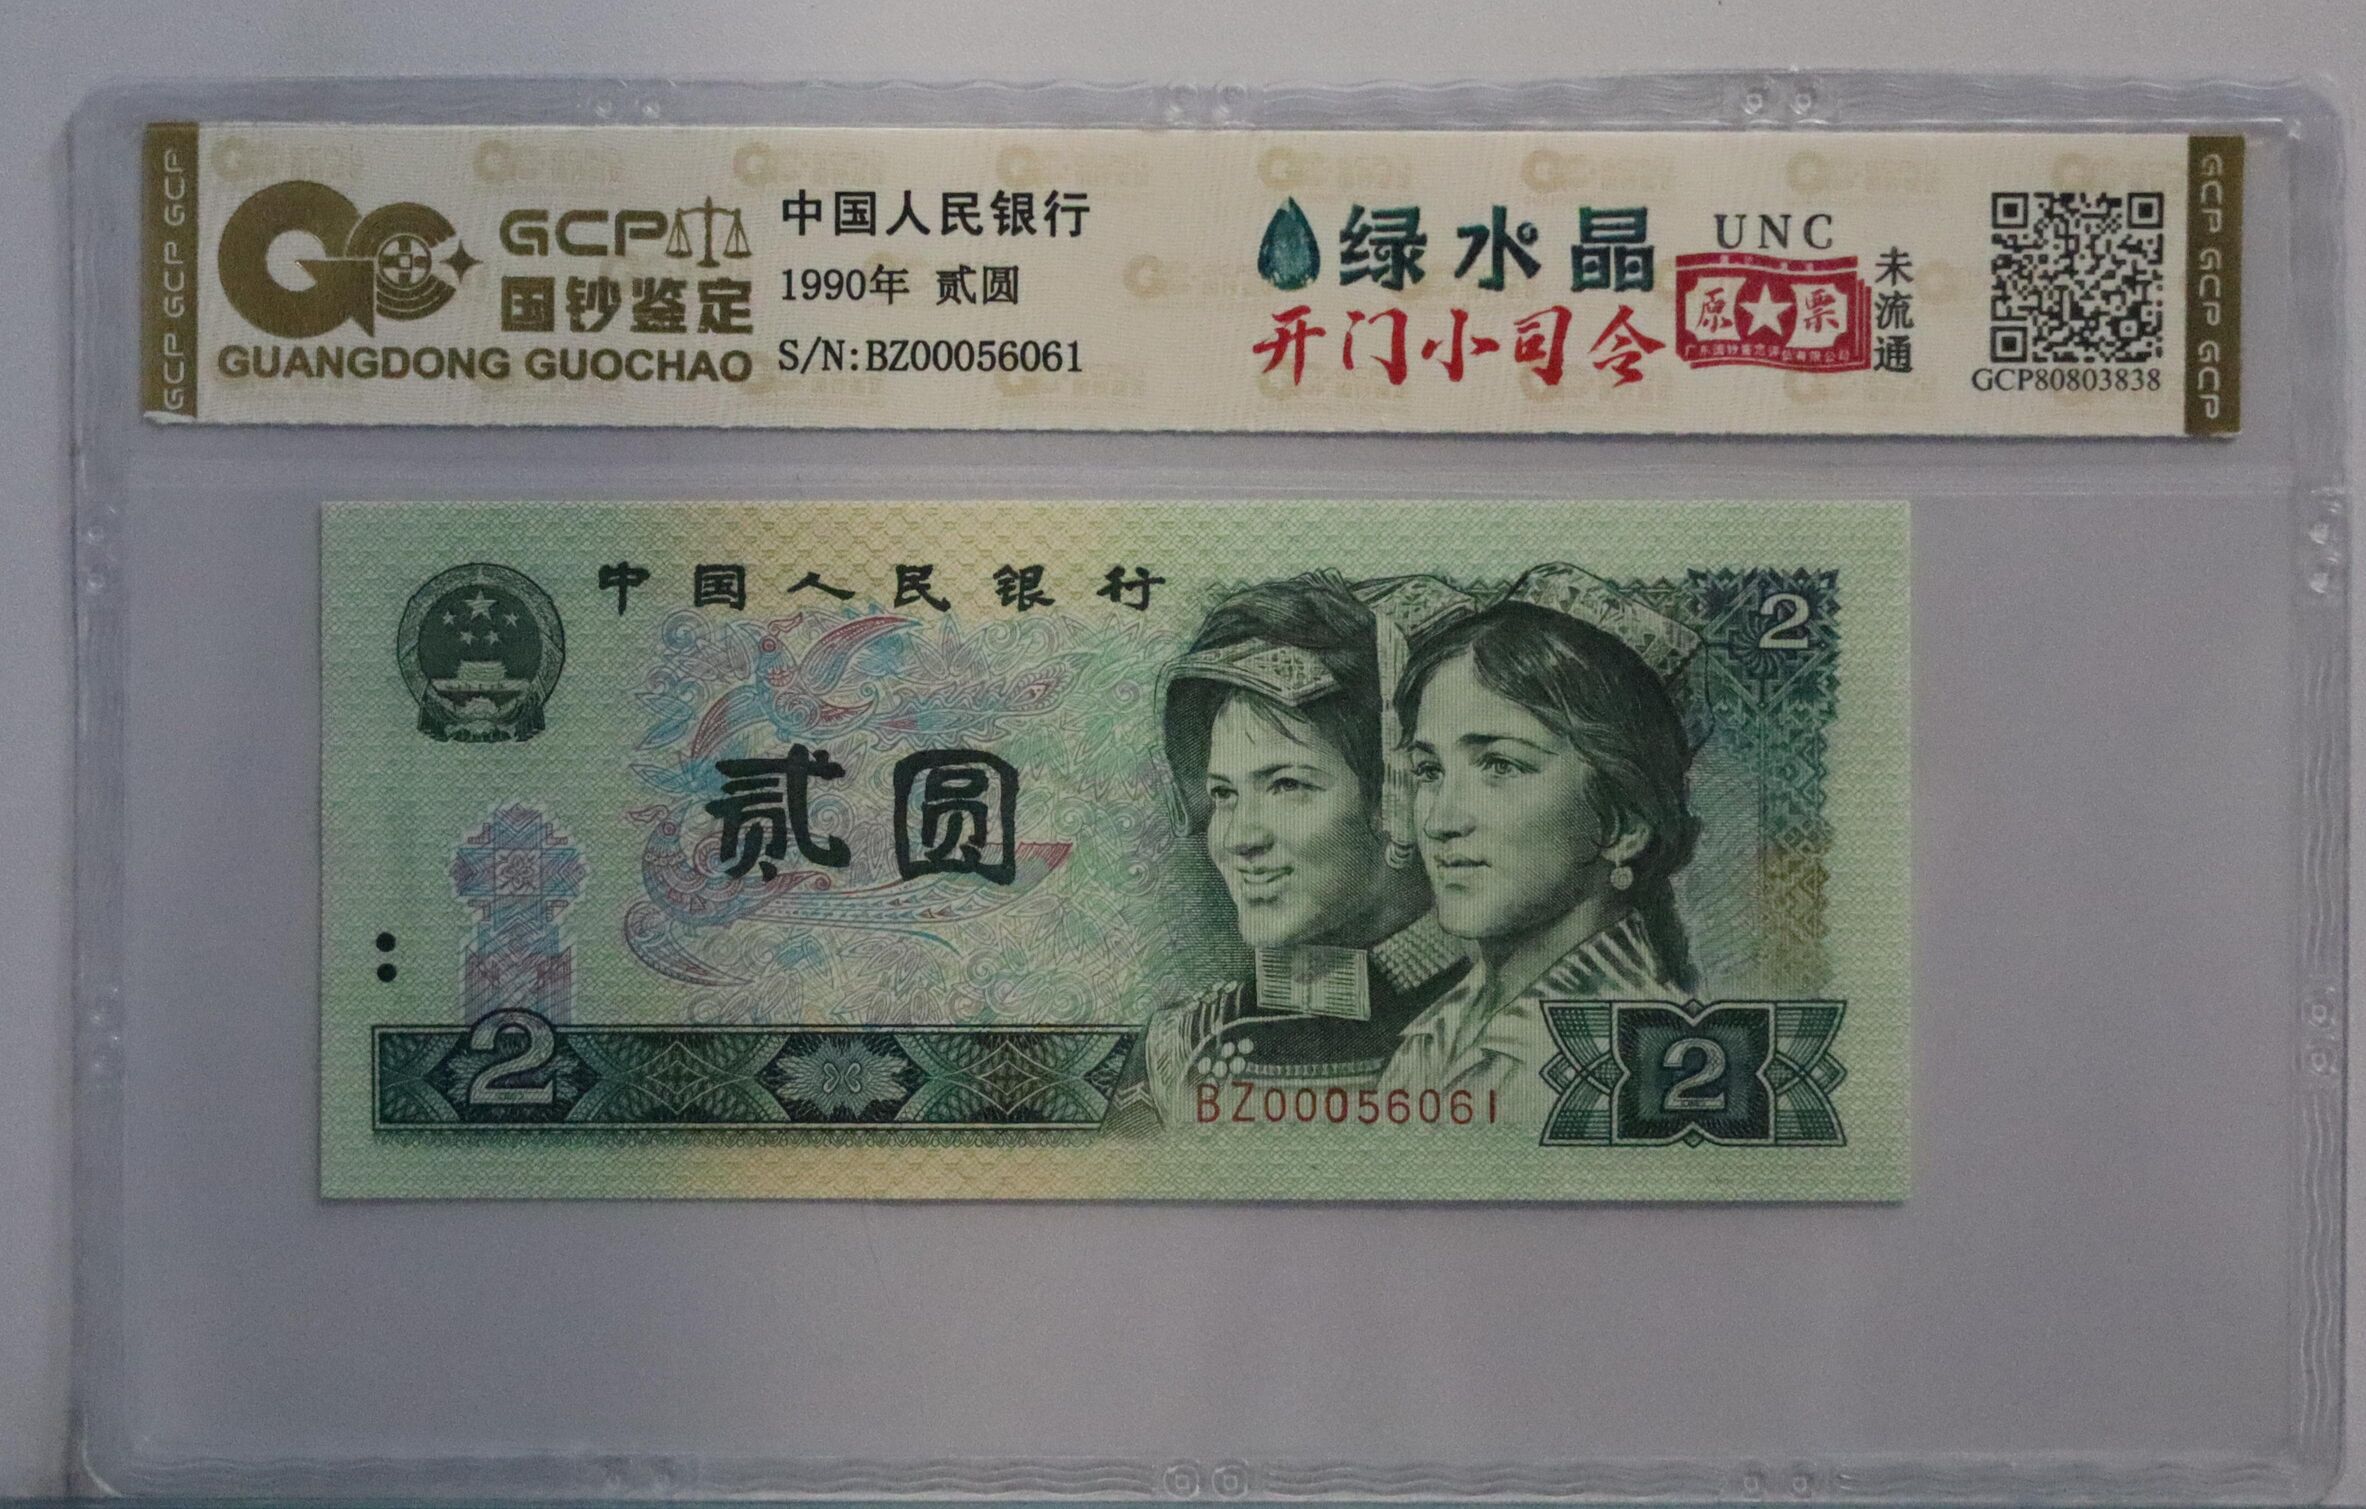 GCP GCP GCP
GCP
国钞鉴定
GUANGDONG GUOCHAO
中国人民银行
1990年 贰圆
S/N:BZ00056061
绿水晶
开门小司令
UNC
原票
未流通
GCP80803838
GCP GCP GCP
中国人民银行
2
贰圆
2
BZ00056061
2